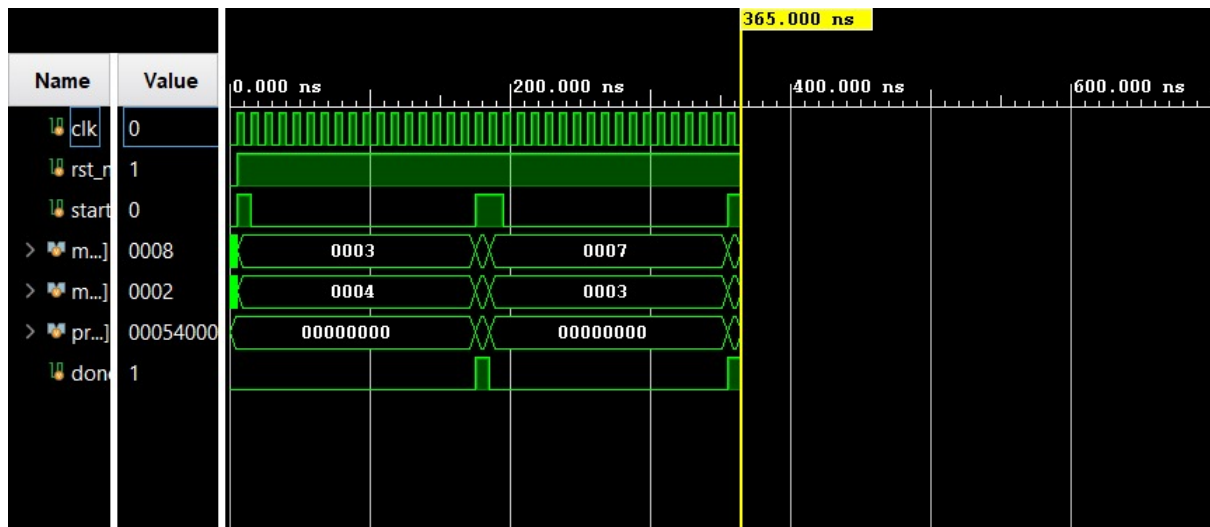 365.000 ns
Name Value 0.000 ns 200.000 ns 400.000 ns 600.000 ns
clk 0
rst_n 1
start 0
m...] 0008 0003 0007
m...] 0002 0004 0003
pr...] 00054000 00000000 00000000
done 1